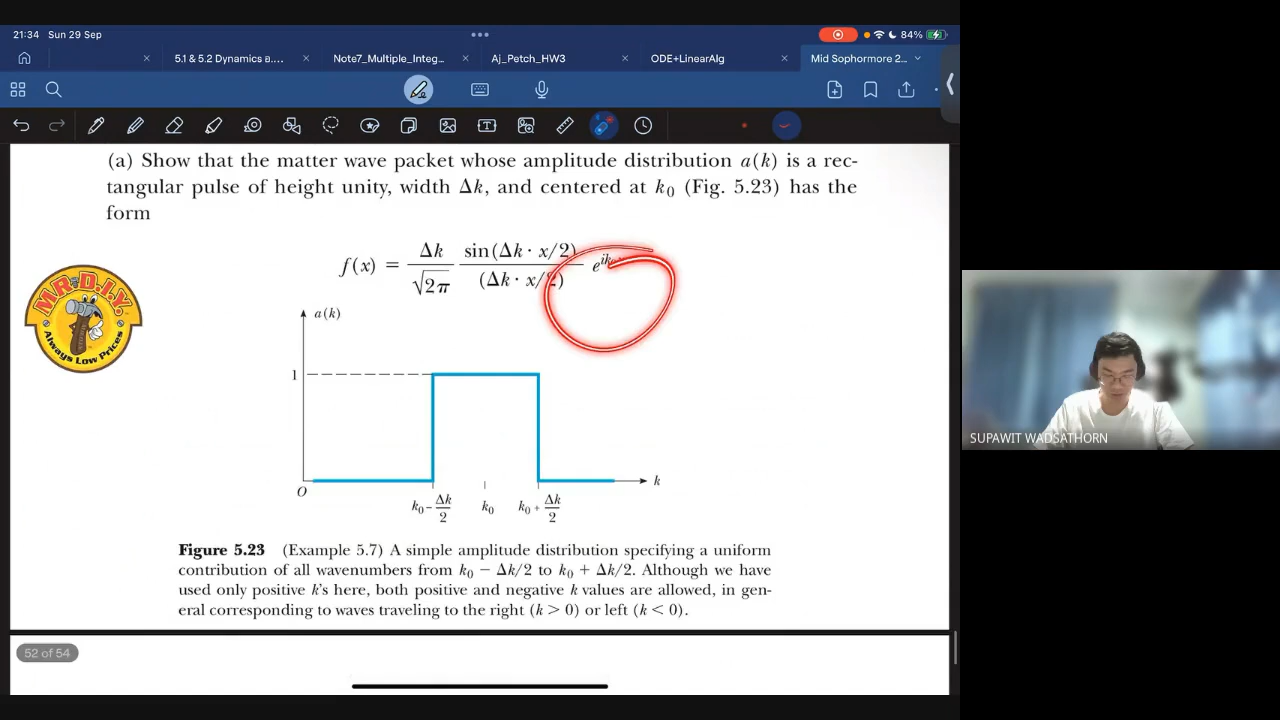 21:34 Sun 29 Sep
84%
5.1 & 5.2 Dynamics a....
Note7_Multiple_Integ...
Aj_Petch_HW3
ODE+LinearAlg
Mid Sophormore 2...
(a) Show that the matter wave packet whose amplitude distribution a(k) is a rec-
tangular pulse of height unity, width Δk, and centered at k₀ (Fig. 5.23) has the
form
f(x) = Δk/√2π sin(Δk · x/2)/(Δk · x/2) e^ik
MR.D.I.Y.
Always Low Prices
a(k)
1
O
k₀ − Δk/2
k₀
k₀ + Δk/2
k
Figure 5.23 (Example 5.7) A simple amplitude distribution specifying a uniform
contribution of all wavenumbers from k₀ − Δk/2 to k₀ + Δk/2. Although we have
used only positive k's here, both positive and negative k values are allowed, in gen-
eral corresponding to waves traveling to the right (k > 0) or left (k < 0).
52 of 54
SUPAWIT WADSATHORN